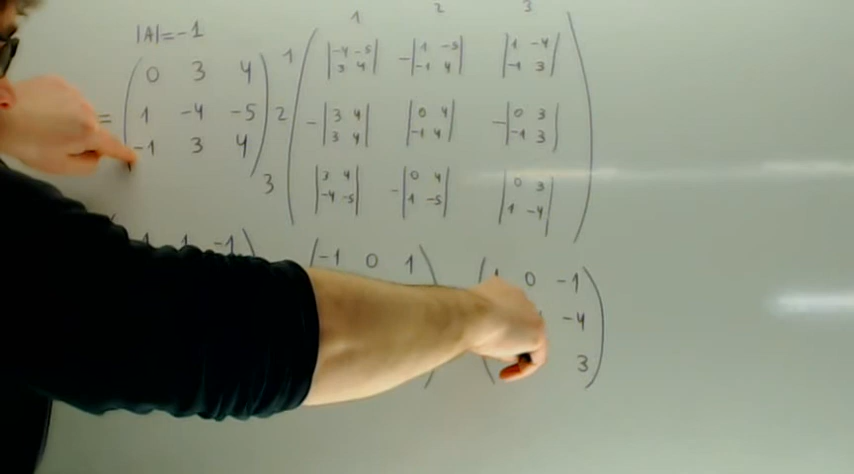 |A|=-1
1 2 3
= ( 0 3 4 ) 1 ( |-4 -5| -|1 -5| |1 -4| )
( 1 -4 -5 ) ( |3 4| |-1 4| |-1 3| )
( -1 3 4 ) 2 ( -|3 4| |0 4| -|0 3| )
( |3 4| |-1 4| |-1 3| )
3 ( |3 4| -|0 4| |0 3| )
( |-4 -5| |1 -5| |1 -4| )
1 -1 ) ( -1 0 1 ) ( 0 -1 )
-4
3